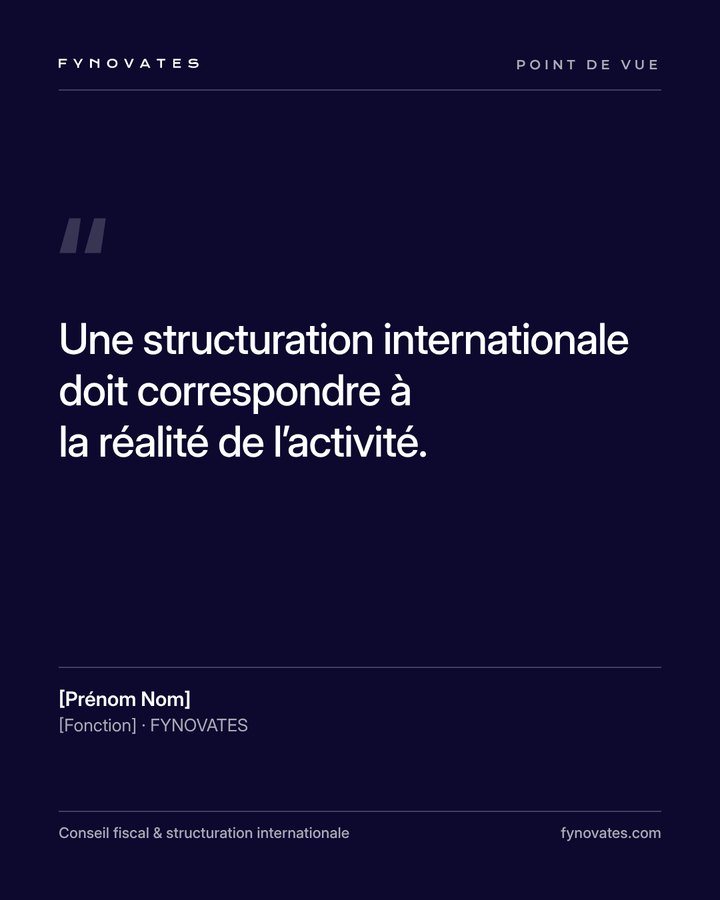 FYNOVATES
POINT DE VUE
“
Une structuration internationale
doit correspondre à
la réalité de l’activité.
[Prénom Nom]
[Fonction] · FYNOVATES
Conseil fiscal & structuration internationale
fynovates.com